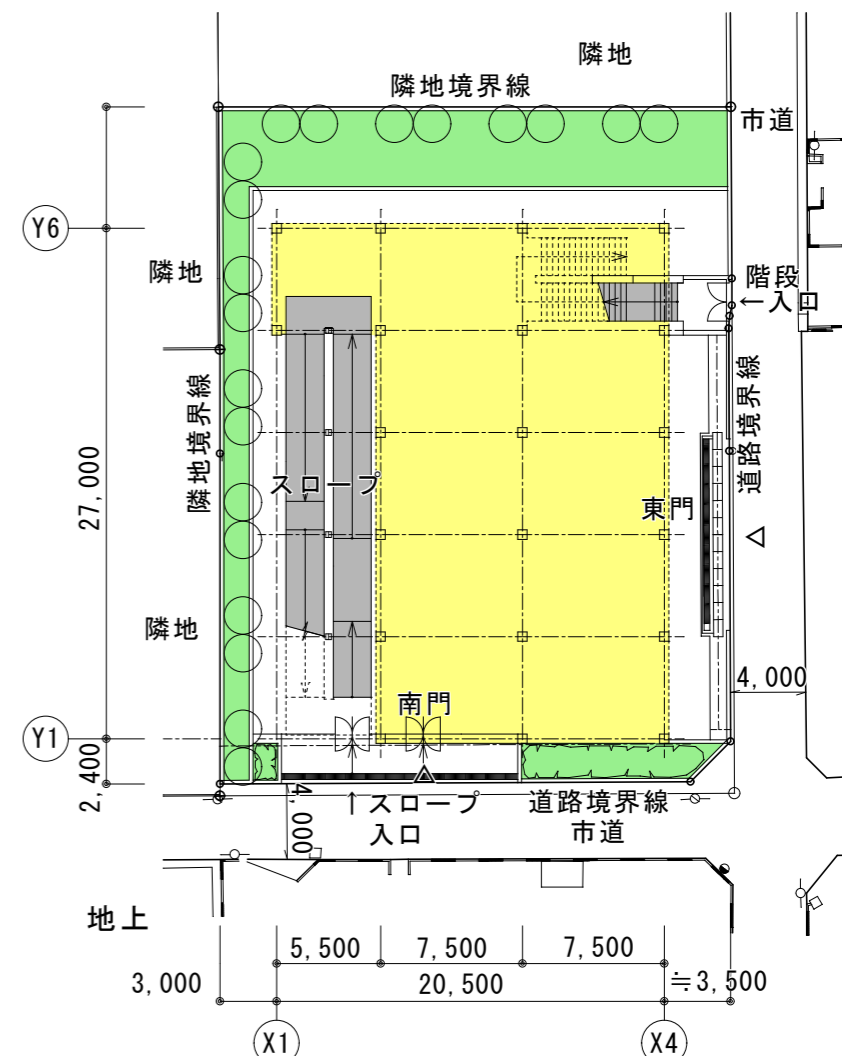 隣地
隣地境界線
市道
Y6
隣地
階段
←入口
隣地境界線
道路境界線
27,000
スロープ
東門
隣地
4,000
南門
Y1
2,400
4,000
↑スロープ
入口
道路境界線
市道
地上
5,500
7,500
7,500
3,000
20,500
≒3,500
X1
X4